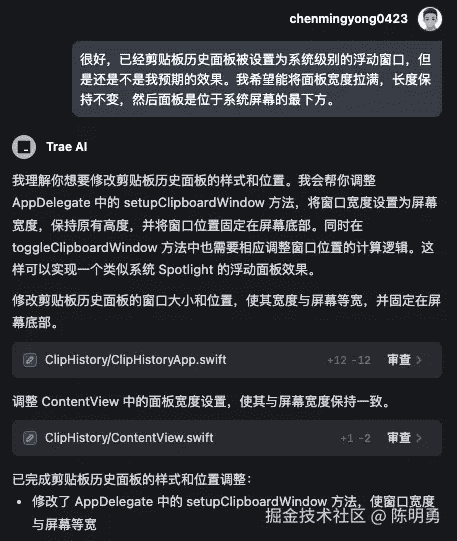 chenmingyong0423
很好，已经剪贴板历史面板被设置为系统级别的浮动窗口，但
是还是不是我预期的效果。我希望能将面板宽度拉满，长度保
持不变，然后面板是位于系统屏幕的最下方。
Trae AI
我理解你想要修改剪贴板历史面板的样式和位置。我会帮你调整
AppDelegate 中的 setupClipboardWindow 方法，将窗口宽度设置为屏幕
宽度，保持原有高度，并将窗口位置固定在屏幕底部。同时在
toggleClipboardWindow 方法中也需要相应调整窗口位置的计算逻辑。这
样可以实现一个类似系统 Spotlight 的浮动面板效果。
修改剪贴板历史面板的窗口大小和位置，使其宽度与屏幕等宽，并固定在屏
幕底部。
ClipHistory/ClipHistoryApp.swift +12 -12 审查
调整 ContentView 中的面板宽度设置，使其与屏幕宽度保持一致。
ClipHistory/ContentView.swift +1 -2 审查
已完成剪贴板历史面板的样式和位置调整：
• 修改了 AppDelegate 中的 setupClipboardWindow 方法，使窗口宽度
与屏幕等宽
掘金技术社区 @ 陈明勇